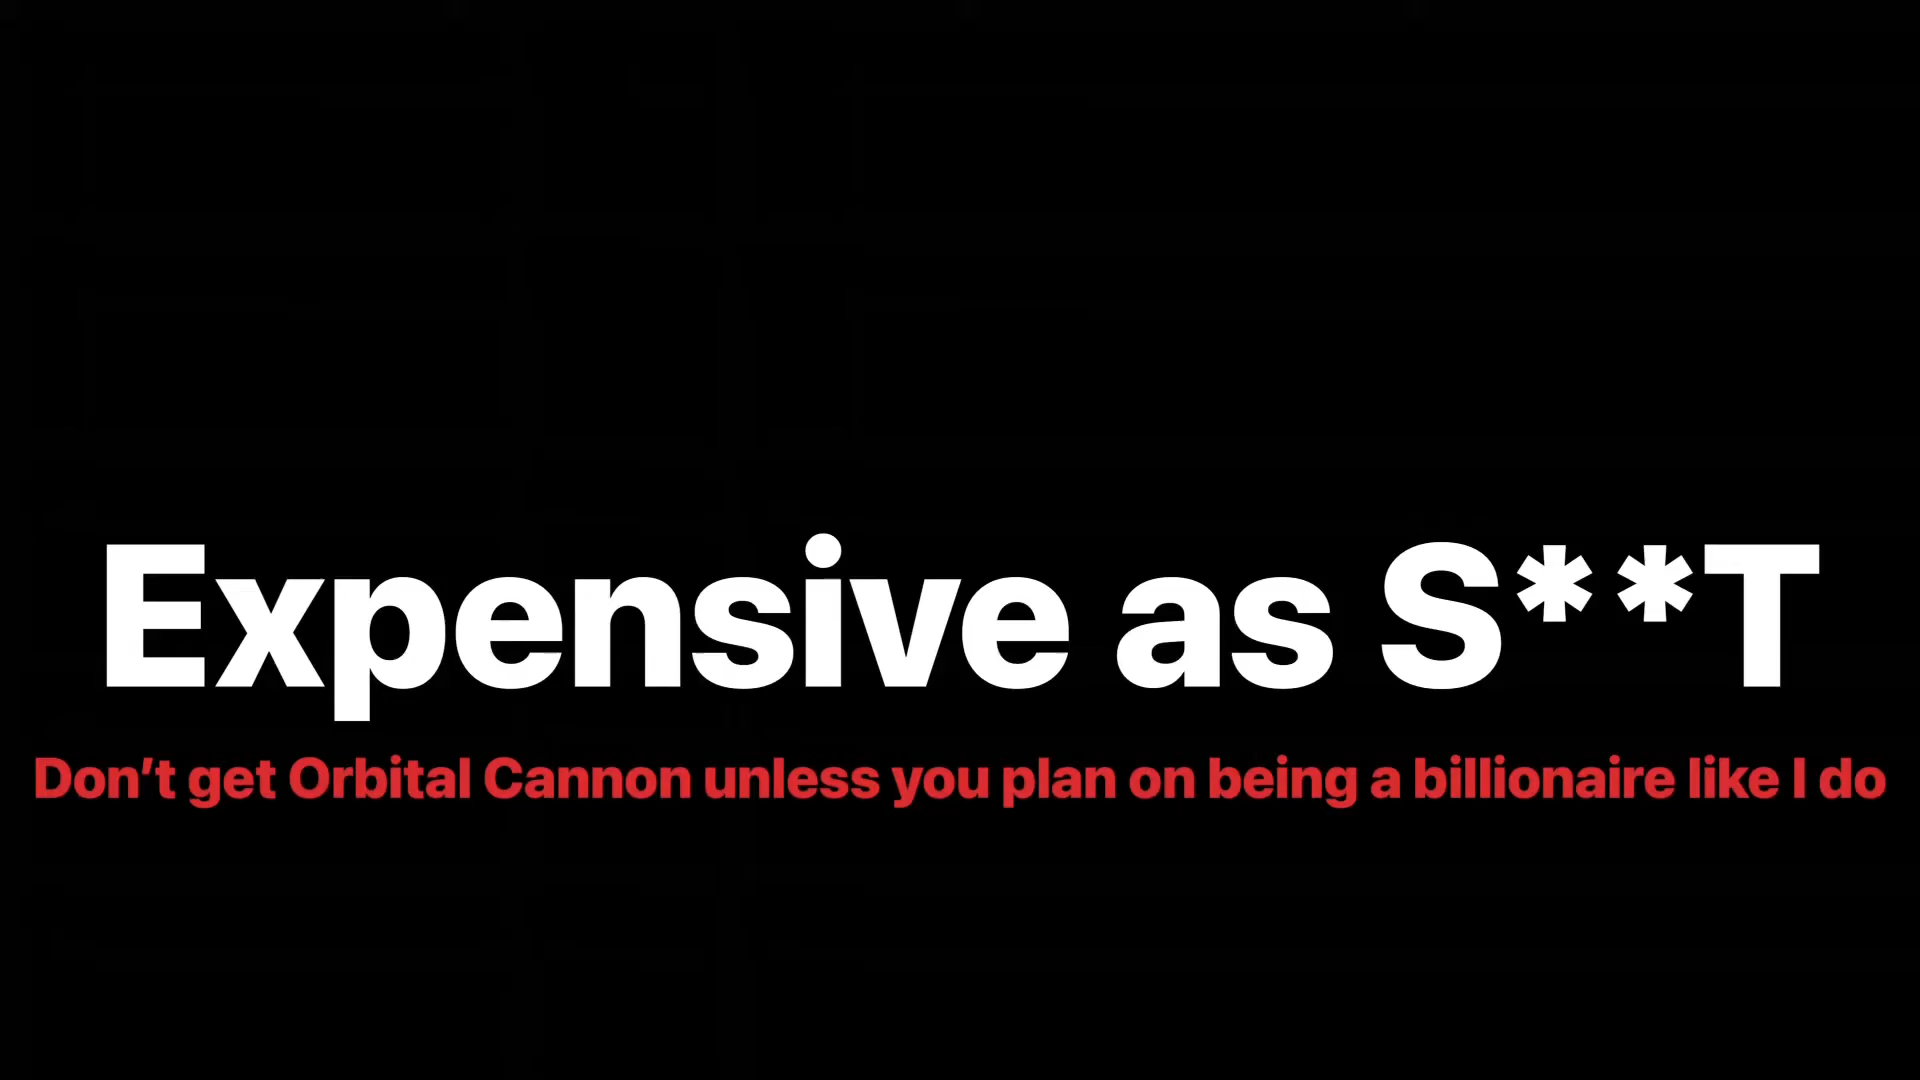 Expensive as S**T
Don’t get Orbital Cannon unless you plan on being a billionaire like I do